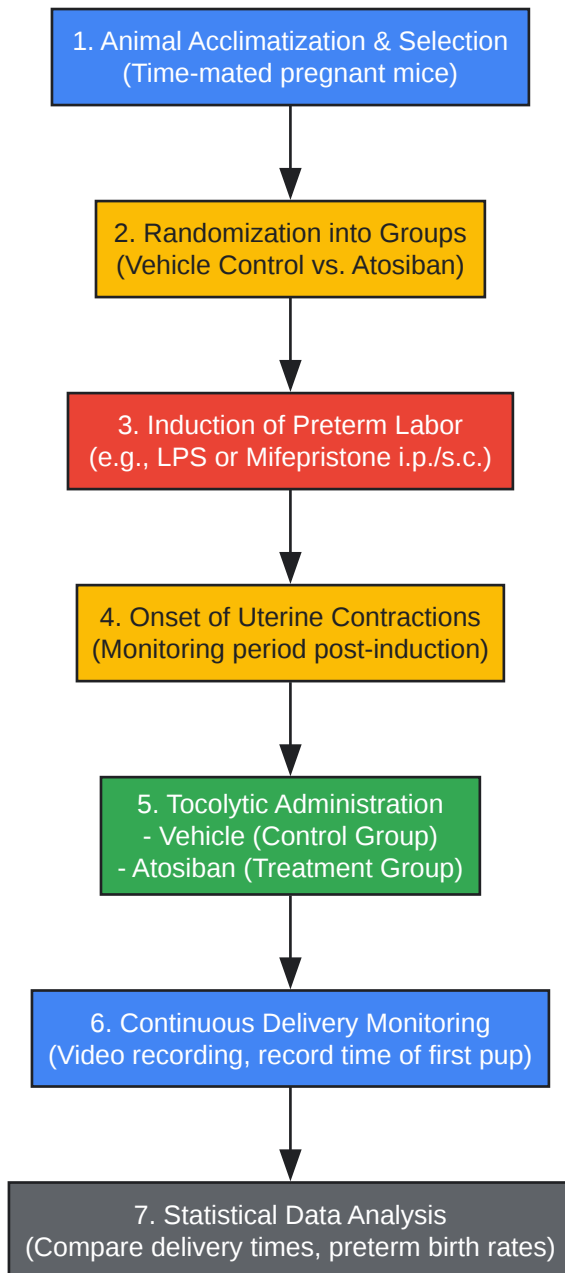 1. Animal Acclimatization & Selection
(Time-mated pregnant mice)
2. Randomization into Groups
(Vehicle Control vs. Atosiban)
3. Induction of Preterm Labor
(e.g., LPS or Mifepristone i.p./s.c.)
4. Onset of Uterine Contractions
(Monitoring period post-induction)
5. Tocolytic Administration
- Vehicle (Control Group)
- Atosiban (Treatment Group)
6. Continuous Delivery Monitoring
(Video recording, record time of first pup)
7. Statistical Data Analysis
(Compare delivery times, preterm birth rates)